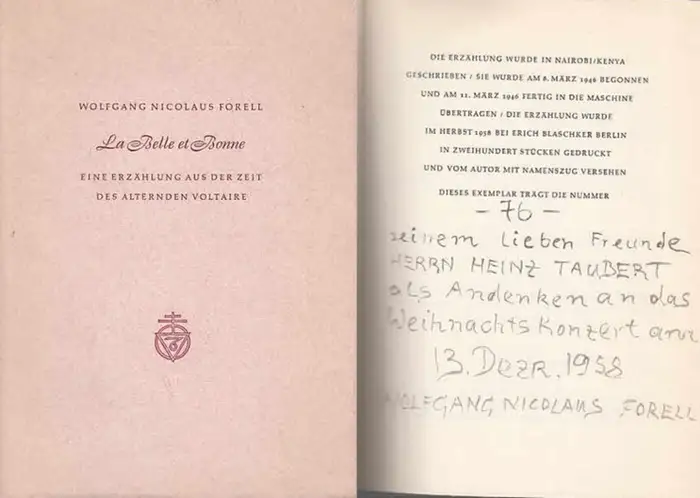 WOLFGANG NICOLAUS FORELL
La Belle et Bonne
EINE ERZÄHLUNG AUS DER ZEIT
DES ALTERNDEN VOLTAIRE
DIE ERZÄHLUNG WURDE IN NAIROBI/KENYA
GESCHRIEBEN / SIE WURDE AM 8. MÄRZ 1946 BEGONNEN
UND AM 11. MÄRZ 1946 FERTIG IN DIE MASCHINE
ÜBERTRAGEN / DIE ERZÄHLUNG WURDE
IM HERBST 1958 BEI ERICH BLASCHKER BERLIN
IN ZWEIHUNDERT STÜCKEN GEDRUCKT
UND VOM AUTOR MIT NAMENSZUG VERSEHEN
DIESES EXEMPLAR TRÄGT DIE NUMMER
- 76 -
seinem lieben Freunde
HERRN HEINZ TAUBERT
als Andenken an das
Weihnachtskonzert am
13. Dez. 1958
WOLFGANG NICOLAUS FORELL